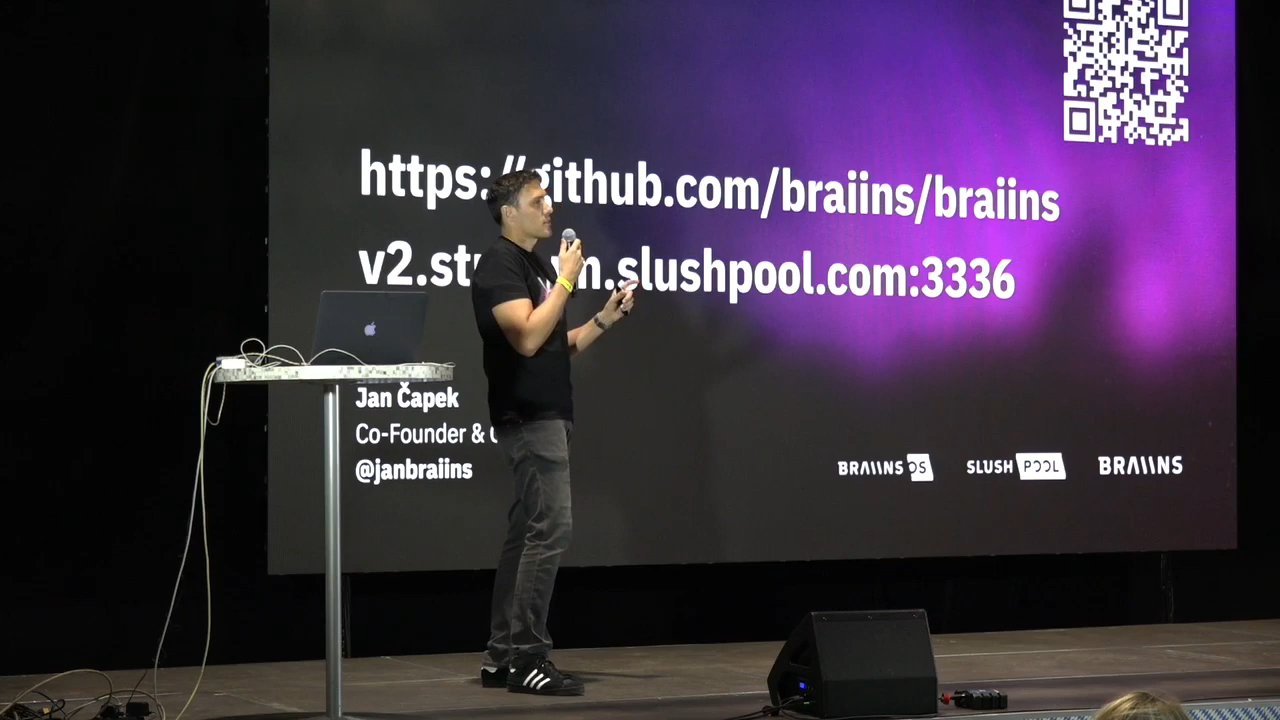 https://github.com/braiins/braiins
v2.st m.slushpool.com:3336
Jan Čapek
Co-Founder &
@janbraiins
BRAIINS OS
SLUSH POOL
BRAIINS